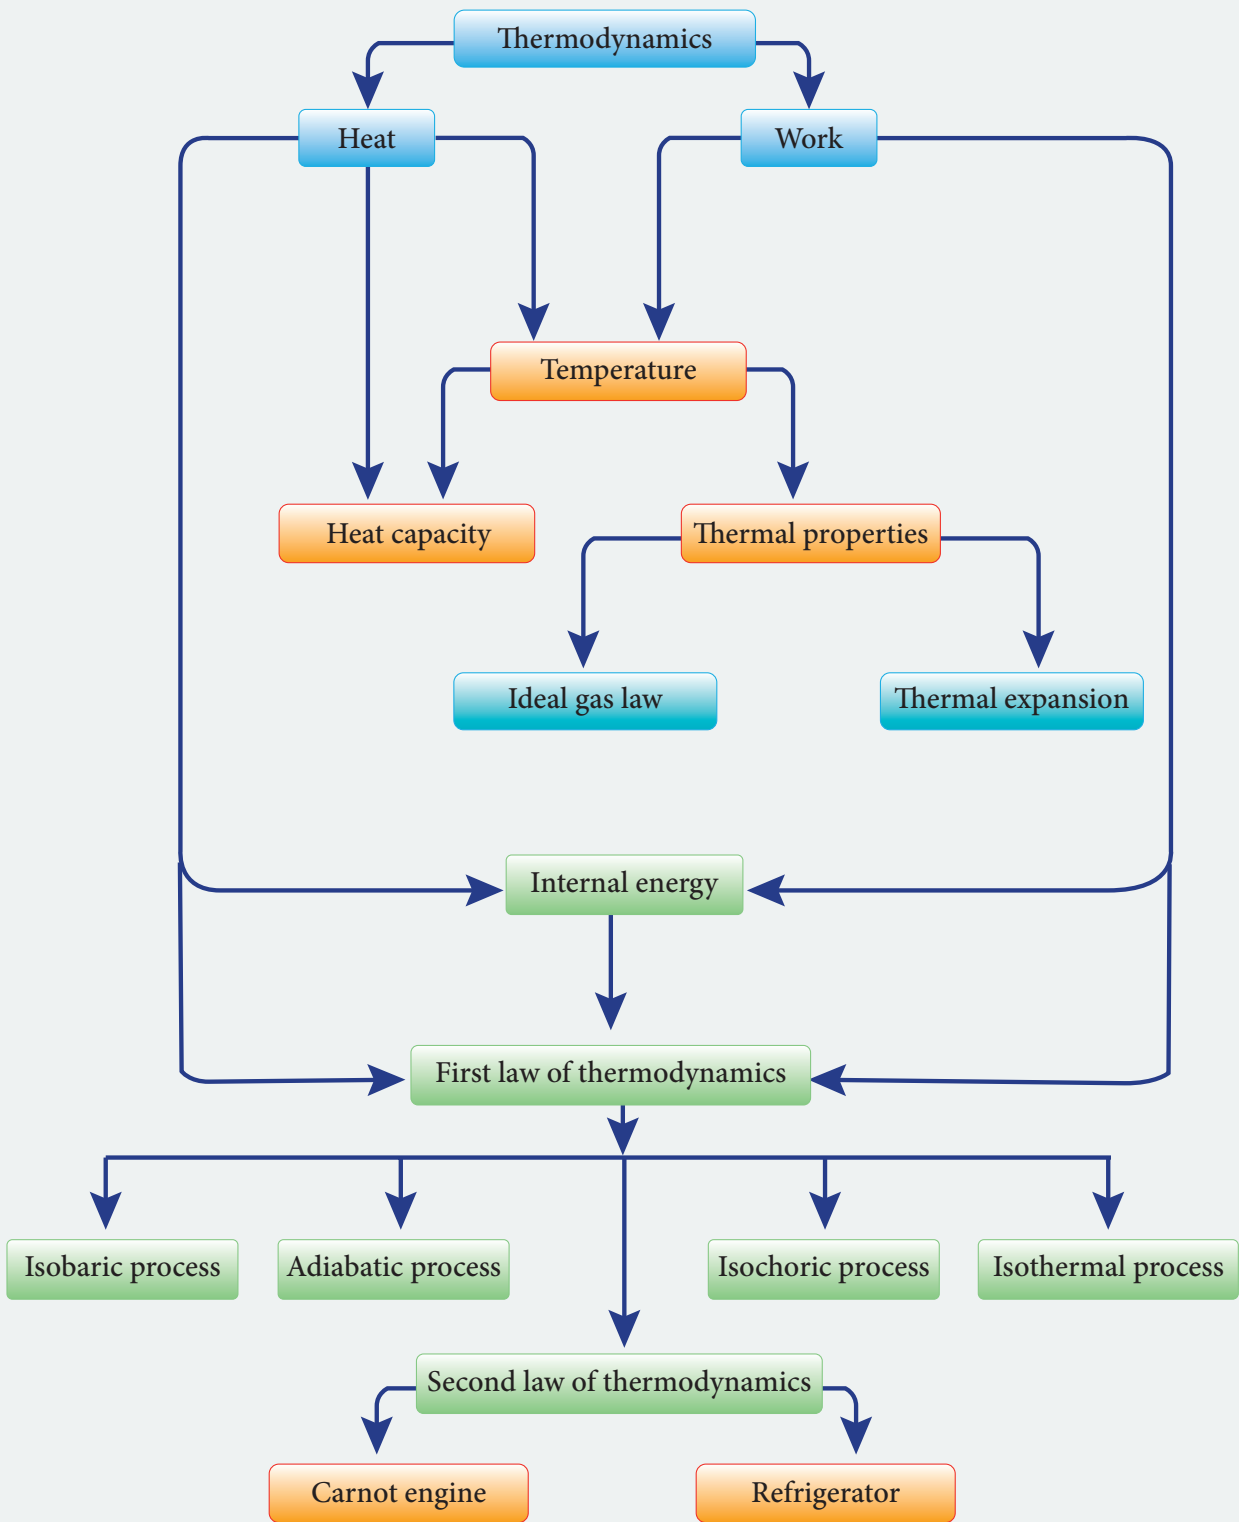 Thermodynamics
Heat
Work
Temperature
Heat capacity
Thermal properties
Ideal gas law
Thermal expansion
Internal energy
First law of thermodynamics
Isobaric process
Adiabatic process
Isochoric process
Isothermal process
Second law of thermodynamics
Carnot engine
Refrigerator